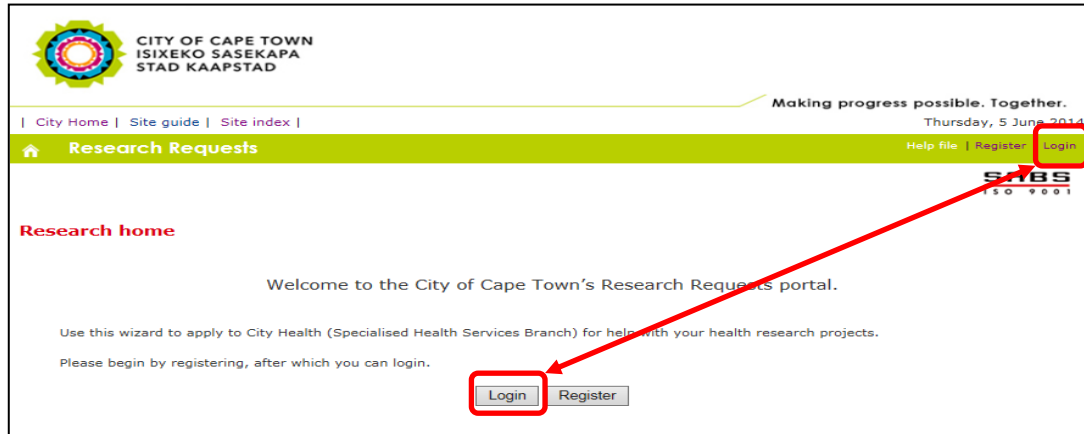 CITY OF CAPE TOWN
ISIXEKO SASEKAPA
STAD KAAPSTAD
Making progress possible. Together.
| City Home | Site guide | Site index |
Thursday, 5 June 2014
Research Requests
Help file | Register Login
SABS
ISO 9001
Research home
Welcome to the City of Cape Town's Research Requests portal.
Use this wizard to apply to City Health (Specialised Health Services Branch) for help with your health research projects.
Please begin by registering, after which you can login.
Login Register